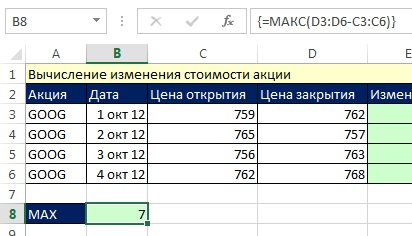 B8 fx {=МАКС(D3:D6-C3:C6)}
A B C D E
1 Вычисление изменения стоимости акции
2 Акция Дата Цена открытия Цена закрытия Измен
3 GOOG 1 окт 12 759 762
4 GOOG 2 окт 12 765 757
5 GOOG 3 окт 12 756 763
6 GOOG 4 окт 12 762 768
7
8 MAX 7